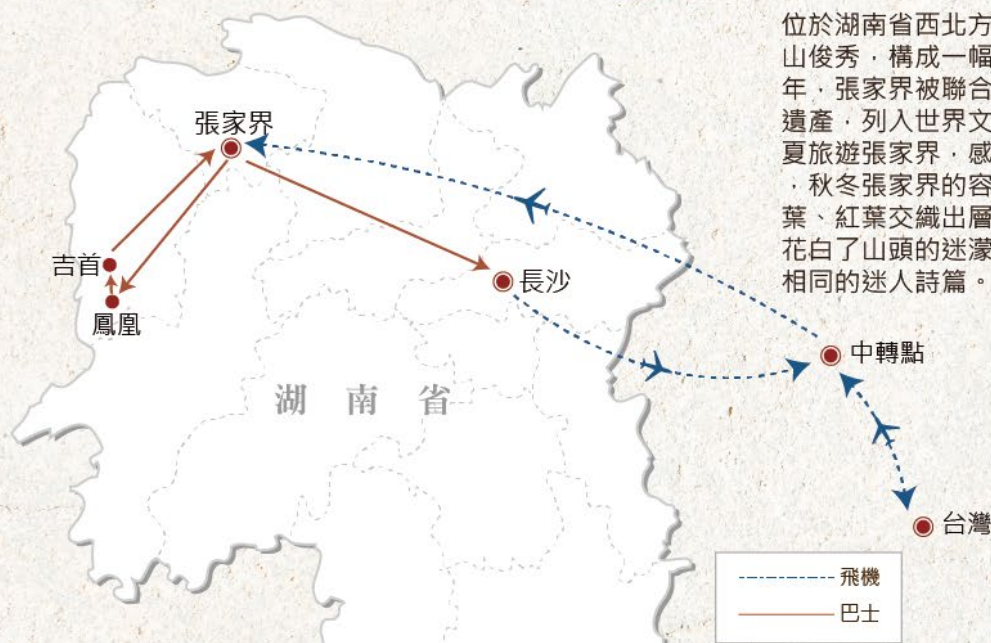 位於湖南省西北方
山俊秀，構成一幅
年，張家界被聯合
遺產，列入世界文
夏旅遊張家界，感
，秋冬張家界的容
葉、紅葉交織出層
花白了山頭的迷濛
相同的迷人詩篇。
張家界
吉首
鳳凰
長沙
湖南省
中轉點
台灣
飛機
巴士